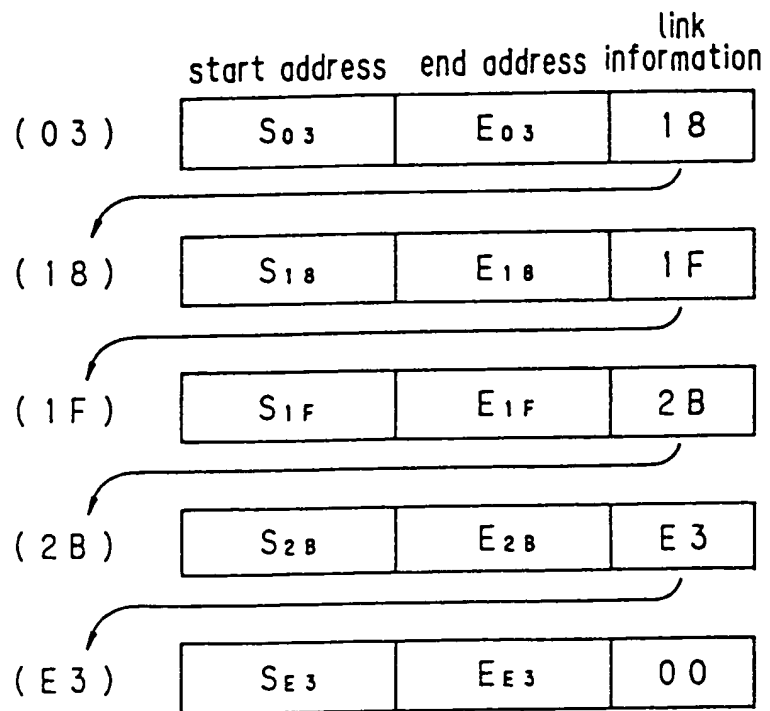 start address end address link information
(03) S03 E03 18
(18) S18 E18 1F
(1F) S1F E1F 2B
(2B) S2B E2B E3
(E3) SE3 EE3 00